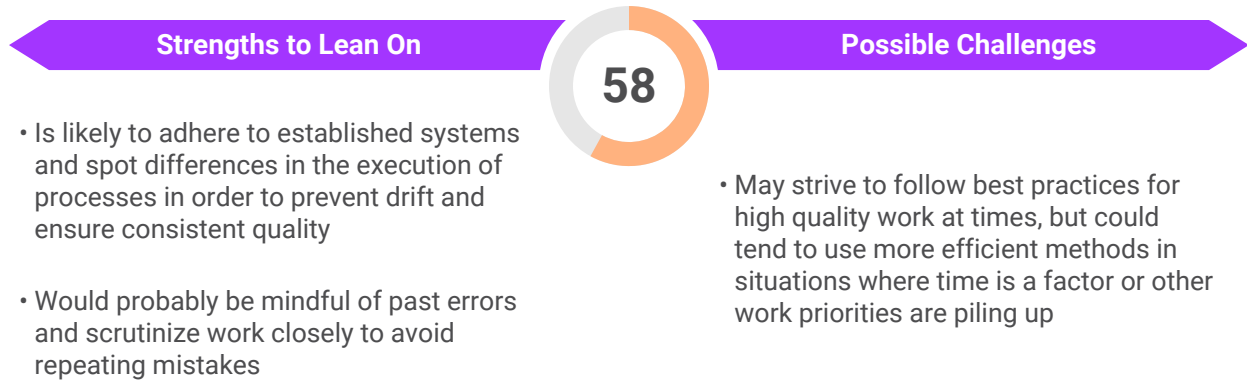 Strengths to Lean On
58
Possible Challenges
• Is likely to adhere to established systems
and spot differences in the execution of
processes in order to prevent drift and
ensure consistent quality
• Would probably be mindful of past errors
and scrutinize work closely to avoid
repeating mistakes
• May strive to follow best practices for
high quality work at times, but could
tend to use more efficient methods in
situations where time is a factor or other
work priorities are piling up